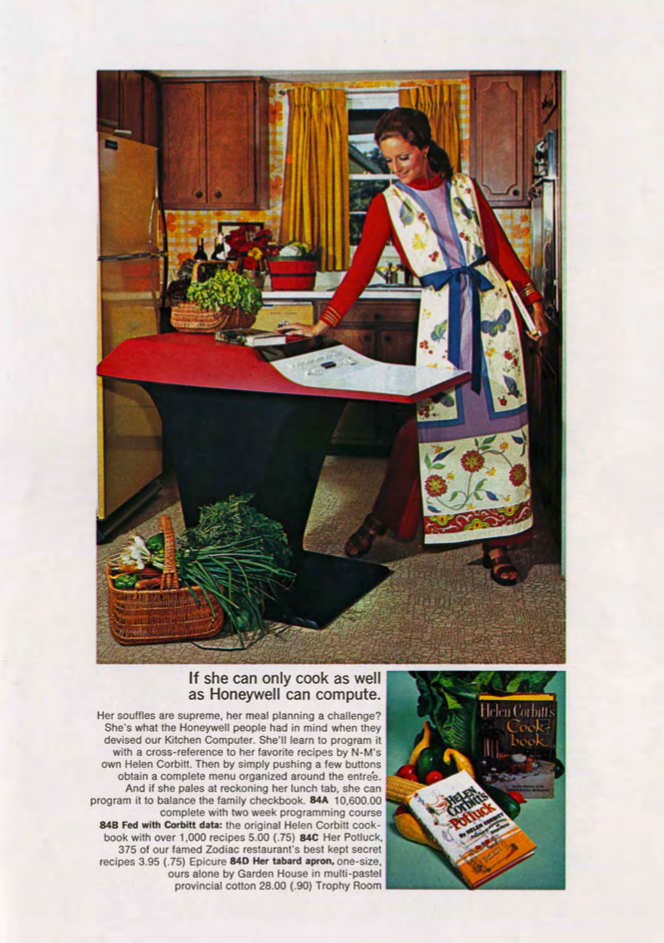 If she can only cook as well
as Honeywell can compute.
Her souffles are supreme, her meal planning a challenge?
She's what the Honeywell people had in mind when they
devised our Kitchen Computer. She'll learn to program it
with a cross-reference to her favorite recipes by N-M's
own Helen Corbitt. Then by simply pushing a few buttons
obtain a complete menu organized around the entrée.
And if she pales at reckoning her lunch tab, she can
program it to balance the family checkbook. 84A 10,600.00
complete with two week programming course
84B Fed with Corbitt data: the original Helen Corbitt cook-
book with over 1,000 recipes 5.00 (.75) 84C Her Potluck,
375 of our famed Zodiac restaurant's best kept secret
recipes 3.95 (.75) Epicure 84D Her tabard apron, one-size,
ours alone by Garden House in multi-pastel
provincial cotton 28.00 (.90) Trophy Room
Helen Corbitt's
Cook-
book
HELEN
CORBITT'S
Potluck
By HELEN CORBITT